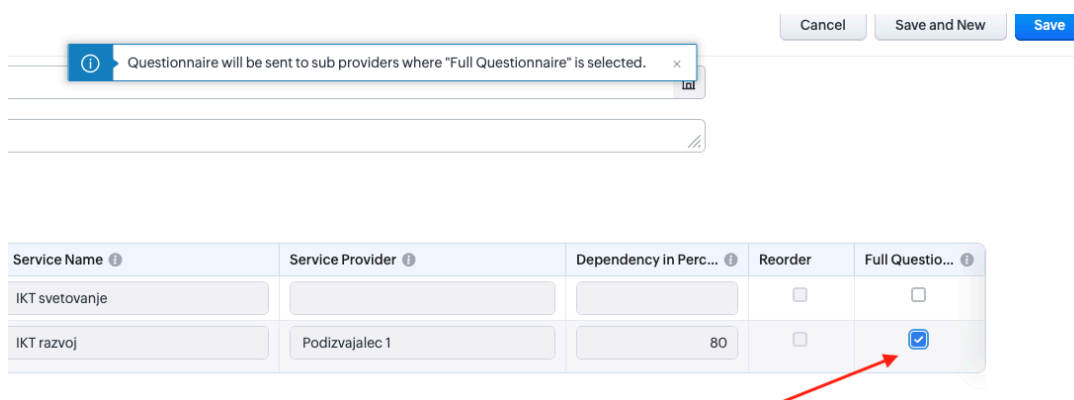 Cancel
Save and New
Save
Questionnaire will be sent to sub providers where "Full Questionnaire" is selected.
Service Name
Service Provider
Dependency in Perc...
Reorder
Full Questio...
IKT svetovanje
IKT razvoj
Podizvajalec 1
80